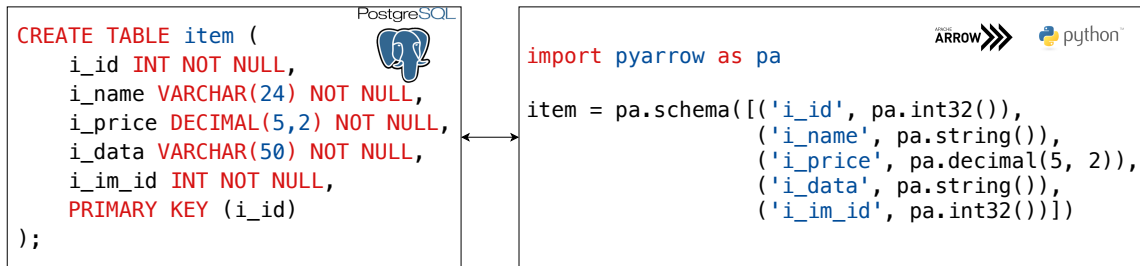 PostgreSQL
CREATE TABLE item (
    i_id INT NOT NULL,
    i_name VARCHAR(24) NOT NULL,
    i_price DECIMAL(5,2) NOT NULL,
    i_data VARCHAR(50) NOT NULL,
    i_im_id INT NOT NULL,
    PRIMARY KEY (i_id)
);
APACHE
ARROW
python™
import pyarrow as pa
item = pa.schema([('i_id', pa.int32()),
                  ('i_name', pa.string()),
                  ('i_price', pa.decimal(5, 2)),
                  ('i_data', pa.string()),
                  ('i_im_id', pa.int32())])